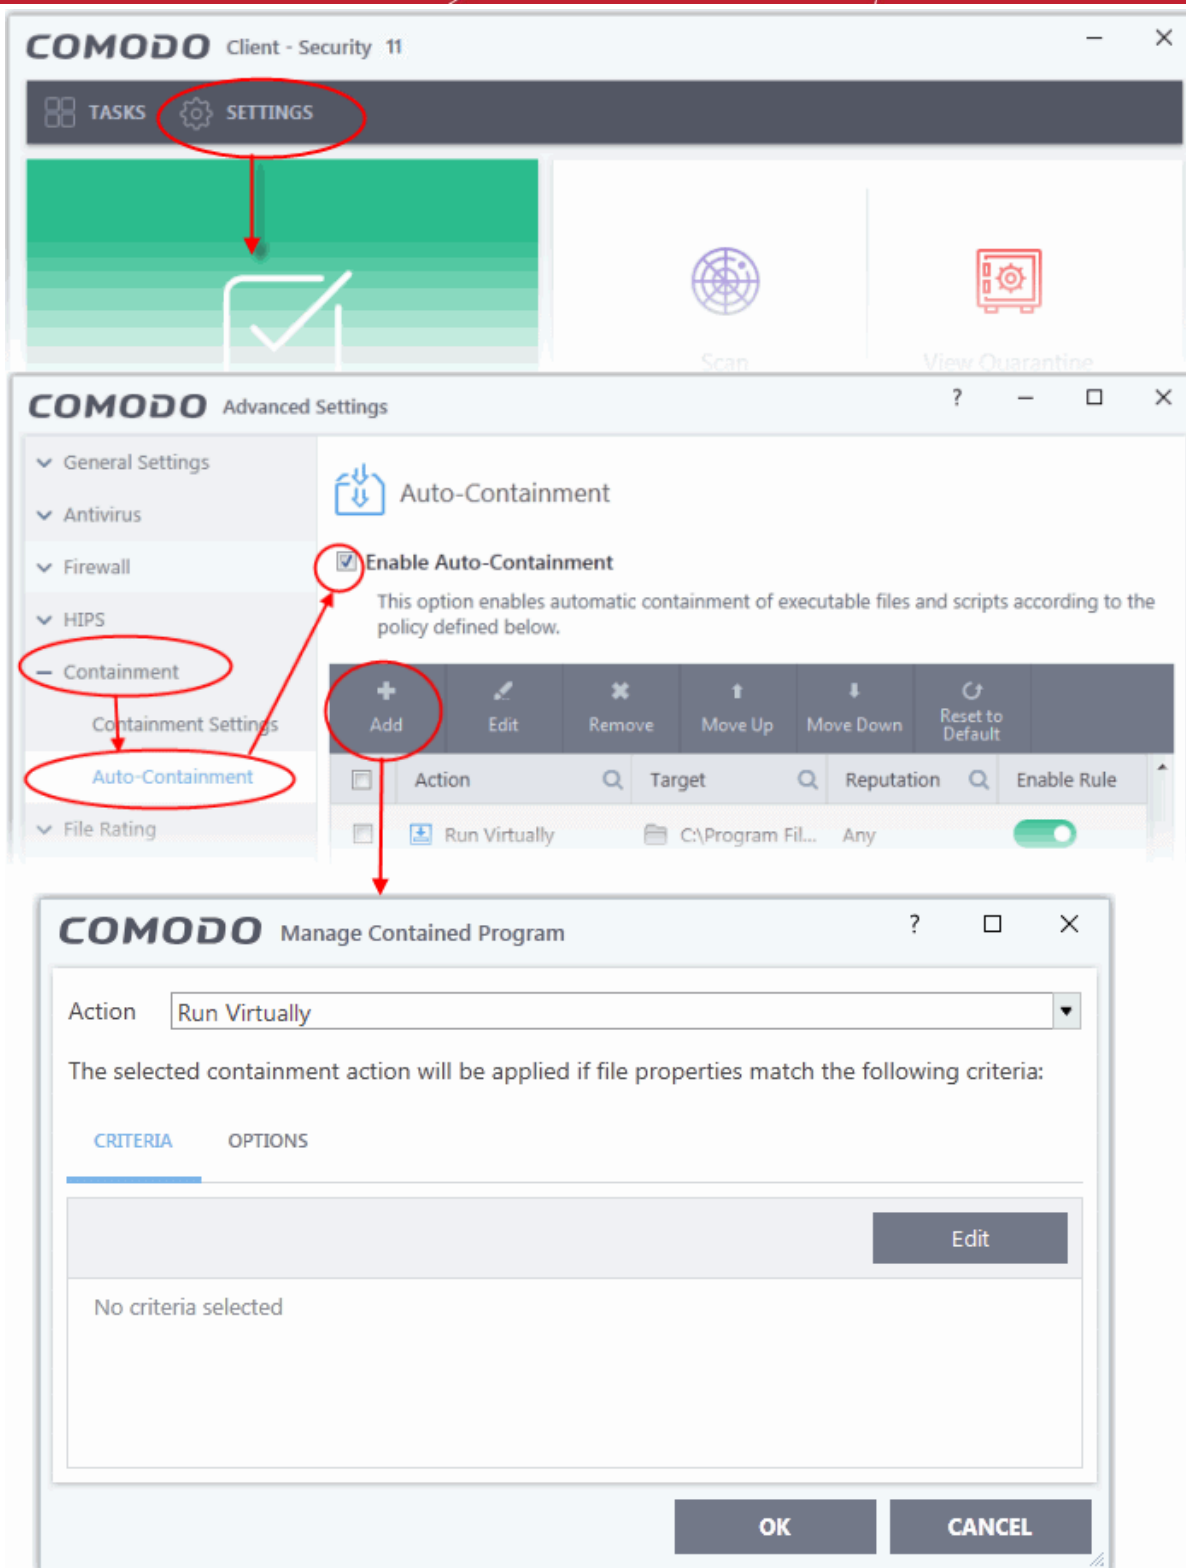 COMODO Client - Security 11
TASKS SETTINGS
Scan View Quarantine
COMODO Advanced Settings ?
General Settings
Antivirus
Firewall
HIPS
Containment
Containment Settings
Auto-Containment
File Rating
Auto-Containment
Enable Auto-Containment
This option enables automatic containment of executable files and scripts according to the
policy defined below.
Add Edit Remove Move Up Move Down Reset to
Default
Action Target Reputation Enable Rule
Run Virtually C:\Program Fil... Any
COMODO Manage Contained Program ?
Action Run Virtually
The selected containment action will be applied if file properties match the following criteria:
CRITERIA OPTIONS
Edit
No criteria selected
OK CANCEL